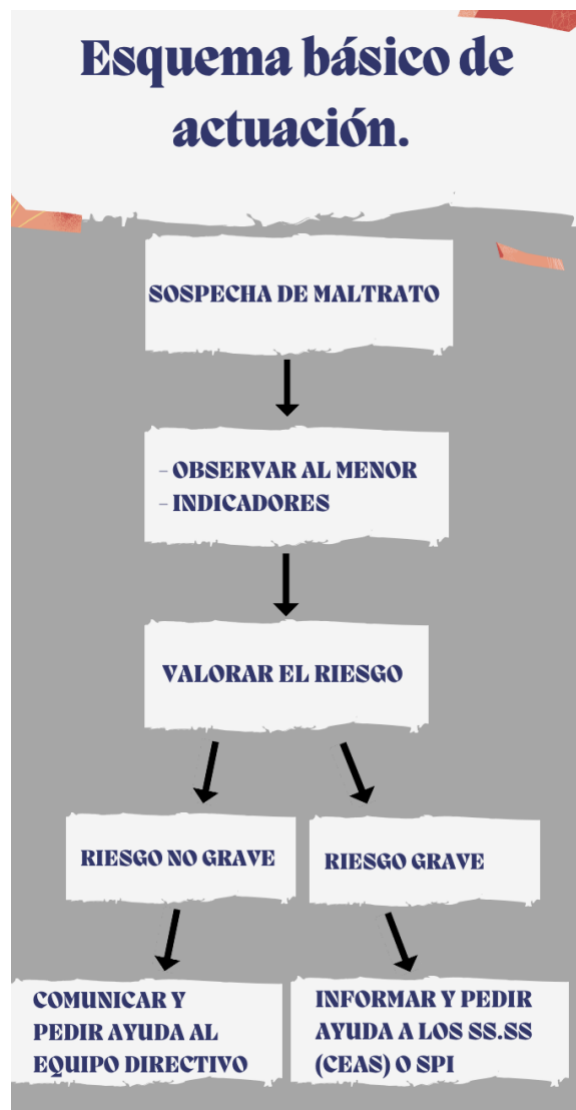 Esquema básico de
actuación.
SOSPECHA DE MALTRATO
- OBSERVAR AL MENOR
- INDICADORES
VALORAR EL RIESGO
RIESGO NO GRAVE
RIESGO GRAVE
COMUNICAR Y
PEDIR AYUDA AL
EQUIPO DIRECTIVO
INFORMAR Y PEDIR
AYUDA A LOS SS.SS
(CEAS) O SPI